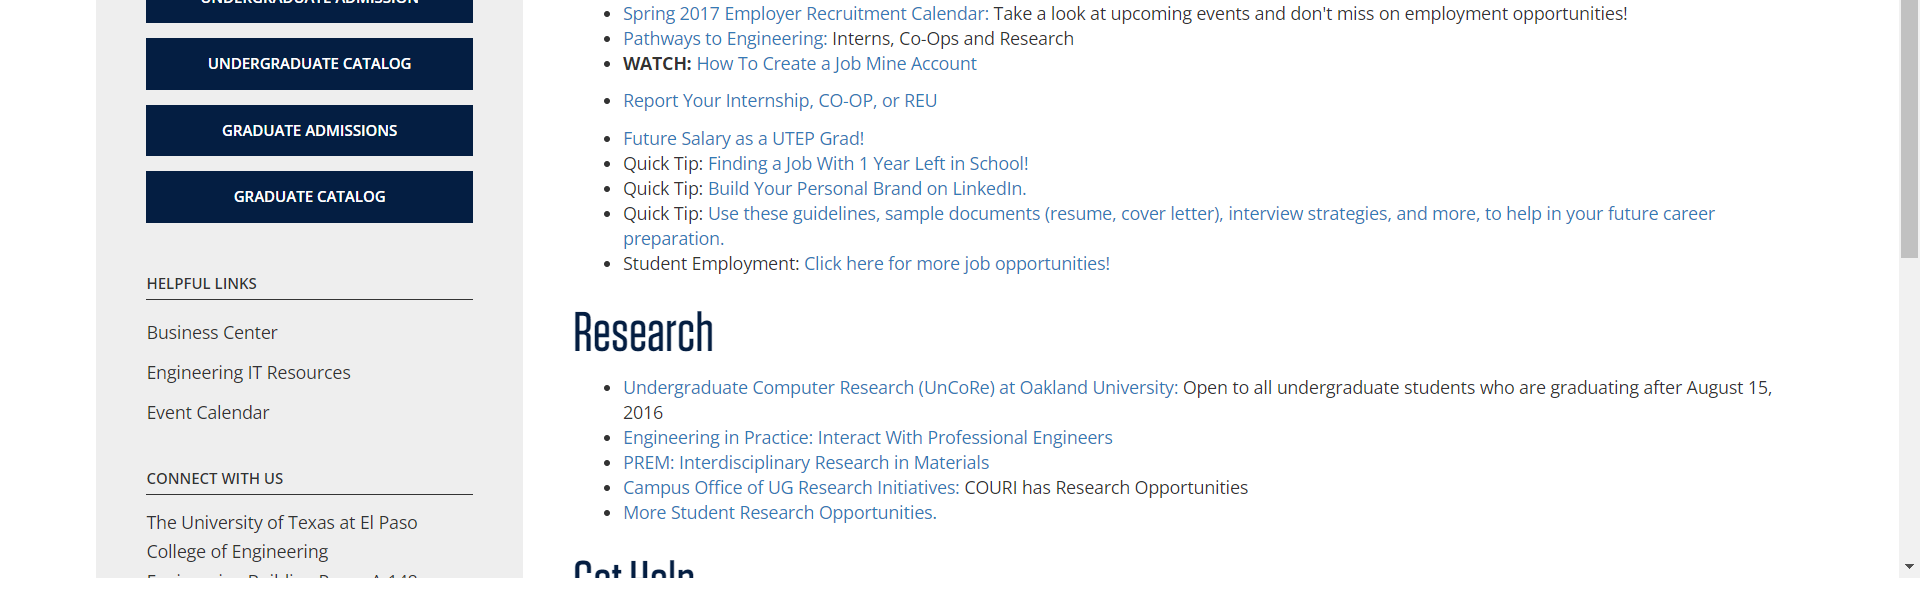 UNDERGRADUATE ADMISSION
UNDERGRADUATE CATALOG
GRADUATE ADMISSIONS
GRADUATE CATALOG
HELPFUL LINKS
Business Center
Engineering IT Resources
Event Calendar
CONNECT WITH US
The University of Texas at El Paso
College of Engineering
Engineering Building Room A-148
Spring 2017 Employer Recruitment Calendar: Take a look at upcoming events and don't miss on employment opportunities!
Pathways to Engineering: Interns, Co-Ops and Research
WATCH: How To Create a Job Mine Account
Report Your Internship, CO-OP, or REU
Future Salary as a UTEP Grad!
Quick Tip: Finding a Job With 1 Year Left in School!
Quick Tip: Build Your Personal Brand on LinkedIn.
Quick Tip: Use these guidelines, sample documents (resume, cover letter), interview strategies, and more, to help in your future career
preparation.
Student Employment: Click here for more job opportunities!
Research
Undergraduate Computer Research (UnCoRe) at Oakland University: Open to all undergraduate students who are graduating after August 15,
2016
Engineering in Practice: Interact With Professional Engineers
PREM: Interdisciplinary Research in Materials
Campus Office of UG Research Initiatives: COURI has Research Opportunities
More Student Research Opportunities.
Get Help